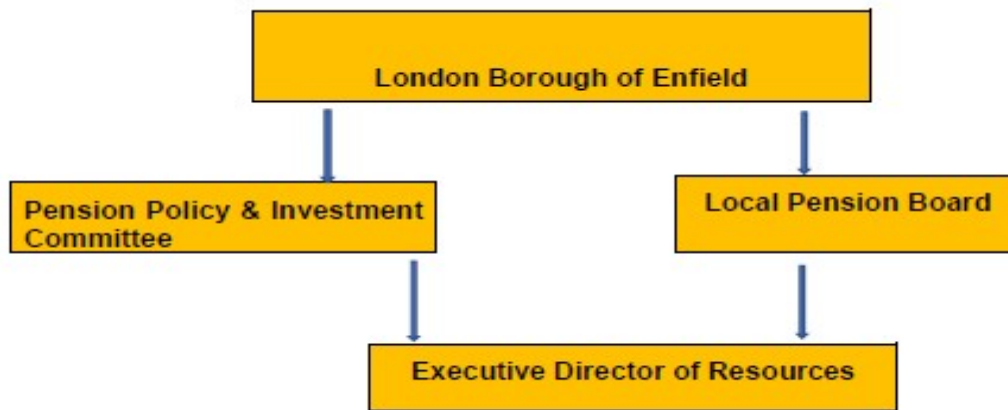 London Borough of Enfield
Pension Policy & Investment
Committee
Local Pension Board
Executive Director of Resources